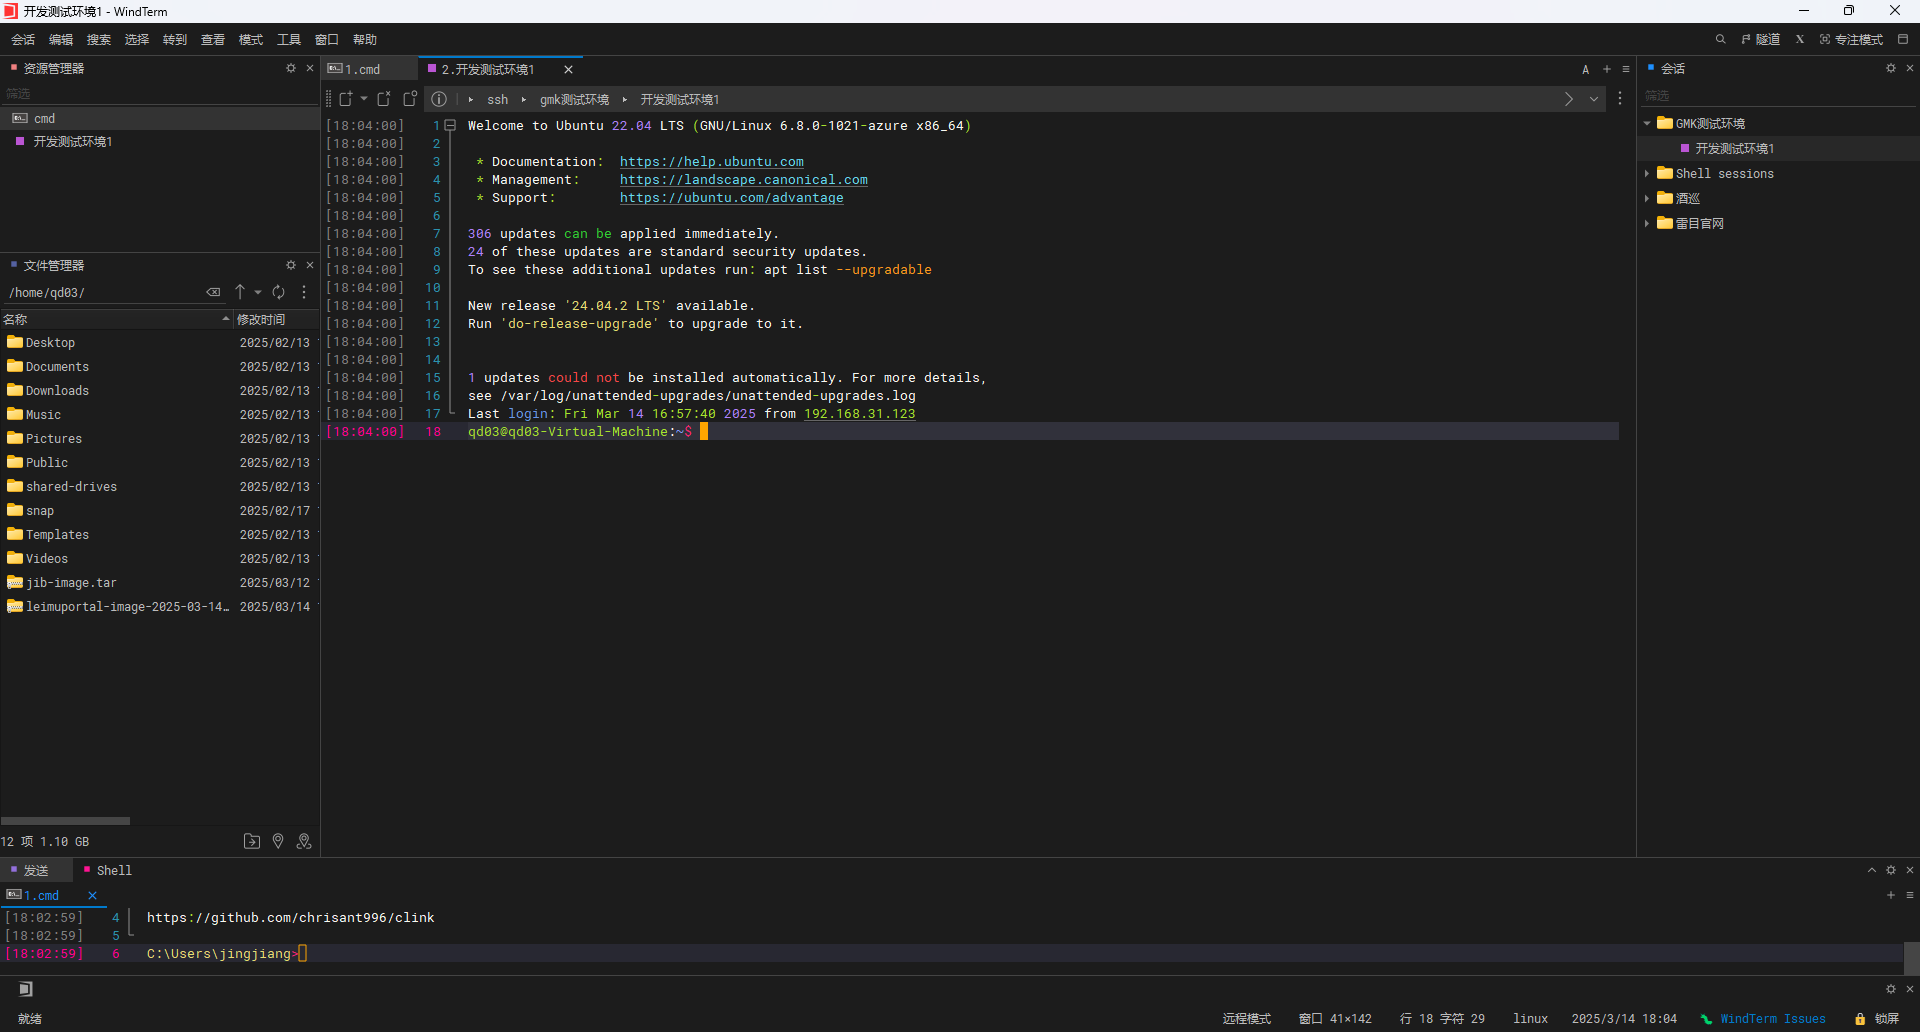 开发测试环境1 - WindTerm
会话 编辑 搜索 选择 转到 查看 模式 工具 窗口 帮助
隧道 X 专注模式
资源管理器
筛选
cmd
开发测试环境1
文件管理器
/home/qd03/
名称 修改时间
Desktop 2025/02/13
Documents 2025/02/13
Downloads 2025/02/13
Music 2025/02/13
Pictures 2025/02/13
Public 2025/02/13
shared-drives 2025/02/13
snap 2025/02/17
Templates 2025/02/13
Videos 2025/02/13
jib-image.tar 2025/03/12
leimuportal-image-2025-03-14… 2025/03/14
12 项 1.10 GB
1.cmd
2.开发测试环境1
A
ssh gmk测试环境 开发测试环境1
[18:04:00] 1 Welcome to Ubuntu 22.04 LTS (GNU/Linux 6.8.0-1021-azure x86_64)
[18:04:00] 2
[18:04:00] 3 * Documentation: https://help.ubuntu.com
[18:04:00] 4 * Management: https://landscape.canonical.com
[18:04:00] 5 * Support: https://ubuntu.com/advantage
[18:04:00] 6
[18:04:00] 7 306 updates can be applied immediately.
[18:04:00] 8 24 of these updates are standard security updates.
[18:04:00] 9 To see these additional updates run: apt list --upgradable
[18:04:00] 10
[18:04:00] 11 New release '24.04.2 LTS' available.
[18:04:00] 12 Run 'do-release-upgrade' to upgrade to it.
[18:04:00] 13
[18:04:00] 14
[18:04:00] 15 1 updates could not be installed automatically. For more details,
[18:04:00] 16 see /var/log/unattended-upgrades/unattended-upgrades.log
[18:04:00] 17 Last login: Fri Mar 14 16:57:40 2025 from 192.168.31.123
[18:04:00] 18 qd03@qd03-Virtual-Machine:~$
会话
筛选
GMK测试环境
开发测试环境1
Shell sessions
酒巡
雷目官网
发送 Shell
1.cmd
[18:02:59] 4 https://github.com/chrisant996/clink
[18:02:59] 5
[18:02:59] 6 C:\Users\jingjiang>
就绪 远程模式 窗口 41×142 行 18 字符 29 linux 2025/3/14 18:04 WindTerm Issues 锁屏